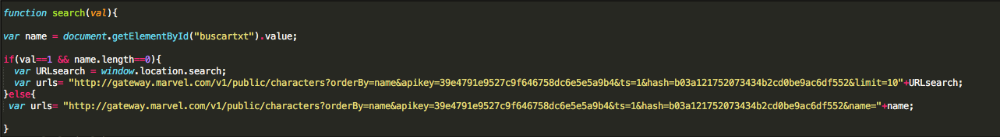 function search(val){
var name = document.getElementById("buscartxt").value;
if(val==1 && name.length==0){
var URLsearch = window.location.search;
var urls= "http://gateway.marvel.com/v1/public/characters?orderBy=name&apikey=39e4791e9527c9f646758dc6e5e5a9b4&ts=1&hash=b03a121752073434b2cd0be9ac6df552&limit=10"+URLsearch;
}else{
var urls= "http://gateway.marvel.com/v1/public/characters?orderBy=name&apikey=39e4791e9527c9f646758dc6e5e5a9b4&ts=1&hash=b03a121752073434b2cd0be9ac6df552&name="+name;
}